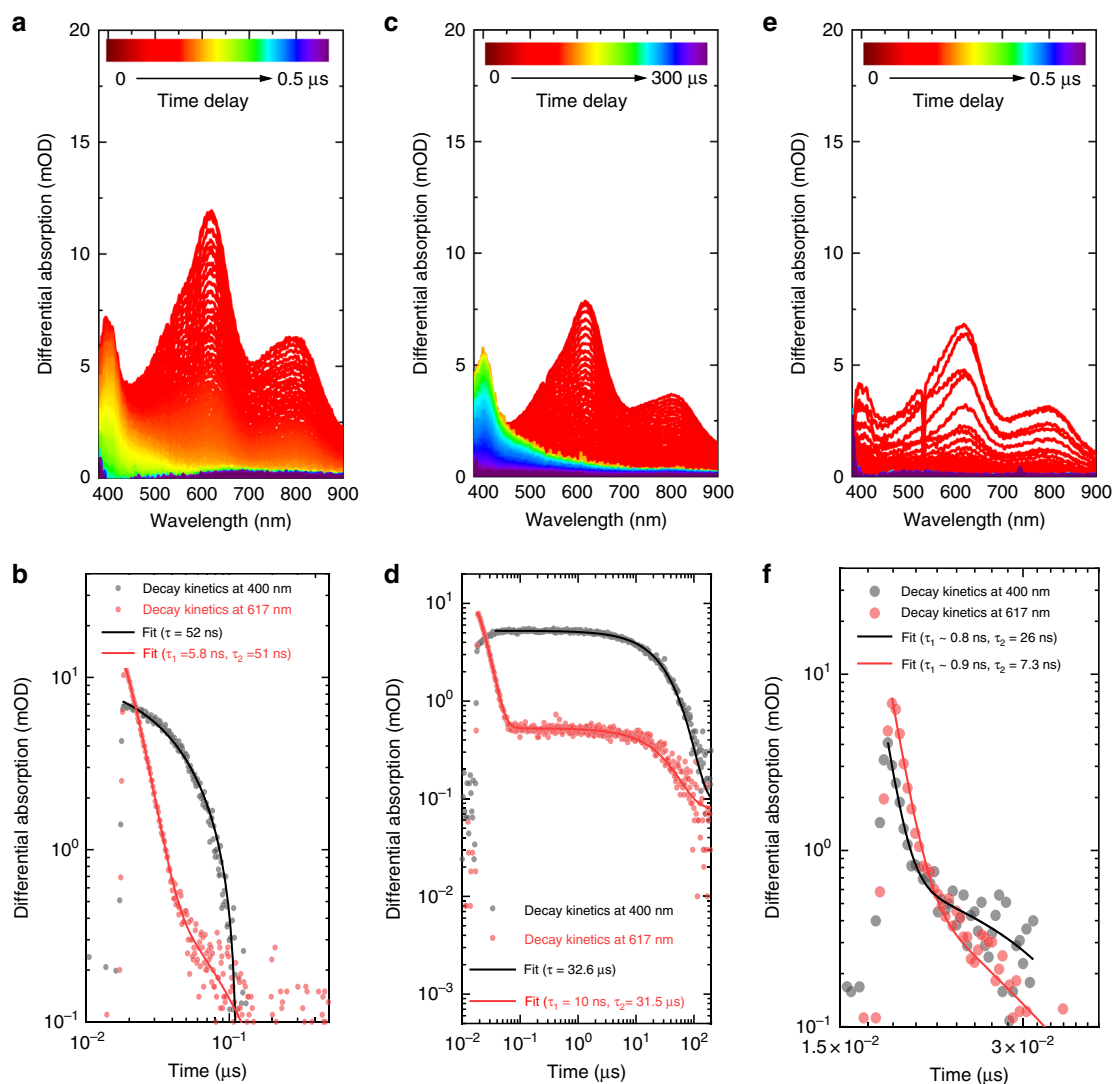 a
20
15
10
5
0
Differential absorption (mOD)
0
0.5 μs
Time delay
400 500 600 700 800 900
Wavelength (nm)
c
20
15
10
5
0
Differential absorption (mOD)
0
300 μs
Time delay
400 500 600 700 800 900
Wavelength (nm)
e
20
15
10
5
0
Differential absorption (mOD)
0
0.5 μs
Time delay
400 500 600 700 800 900
Wavelength (nm)
b
Decay kinetics at 400 nm
Decay kinetics at 617 nm
Fit (τ = 52 ns)
Fit (τ1 =5.8 ns, τ2 =51 ns)
10^1
10^0
10^−1
Differential absorption (mOD)
10^−2 10^−1
Time (μs)
d
10^1
10^0
10^−1
10^−2
10^−3
Differential absorption (mOD)
Decay kinetics at 400 nm
Decay kinetics at 617 nm
Fit (τ = 32.6 μs)
Fit (τ1 = 10 ns, τ2= 31.5 μs)
10^−2 10^−1 10^0 10^1 10^2
Time (μs)
f
Decay kinetics at 400 nm
Decay kinetics at 617 nm
Fit (τ1 ~ 0.8 ns, τ2 = 26 ns)
Fit (τ1 ~ 0.9 ns, τ2 = 7.3 ns)
10^1
10^0
10^−1
Differential absorption (mOD)
1.5×10^−2 3×10^−2
Time (μs)